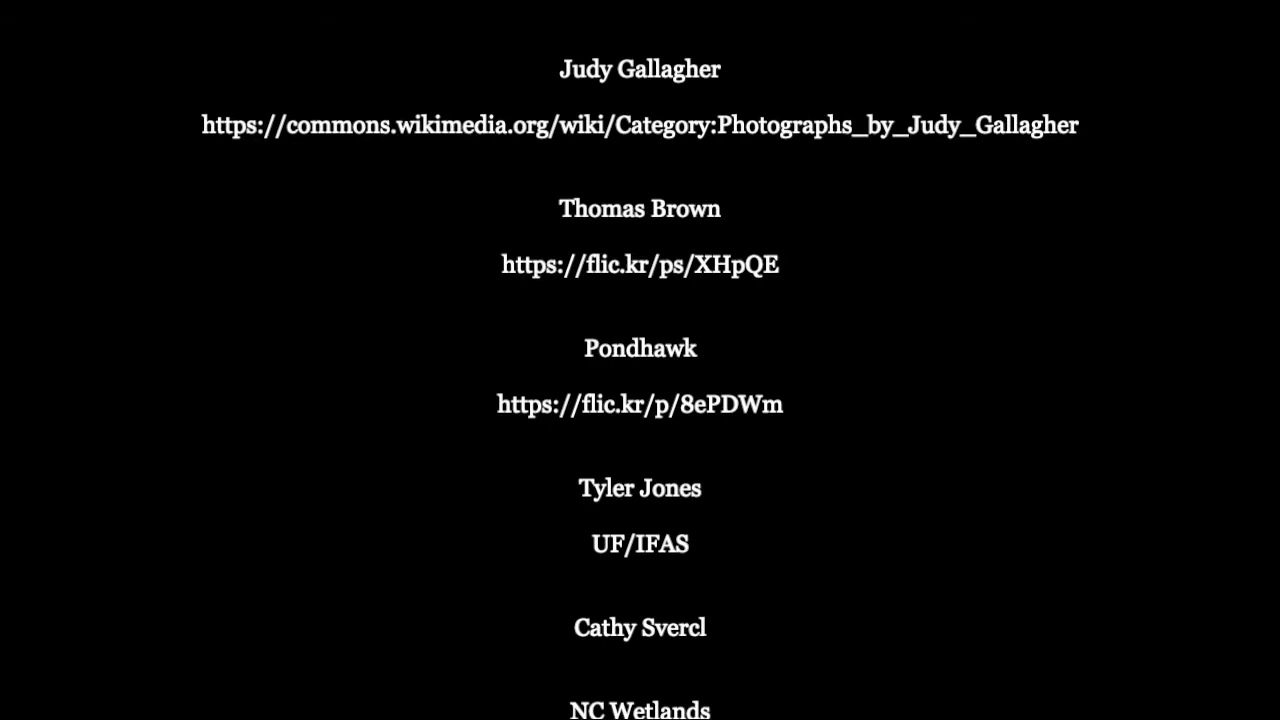 Judy Gallagher
https://commons.wikimedia.org/wiki/Category:Photographs_by_Judy_Gallagher
Thomas Brown
https://flic.kr/ps/XHpQE
Pondhawk
https://flic.kr/p/8ePDWm
Tyler Jones
UF/IFAS
Cathy Svercl
NC Wetlands